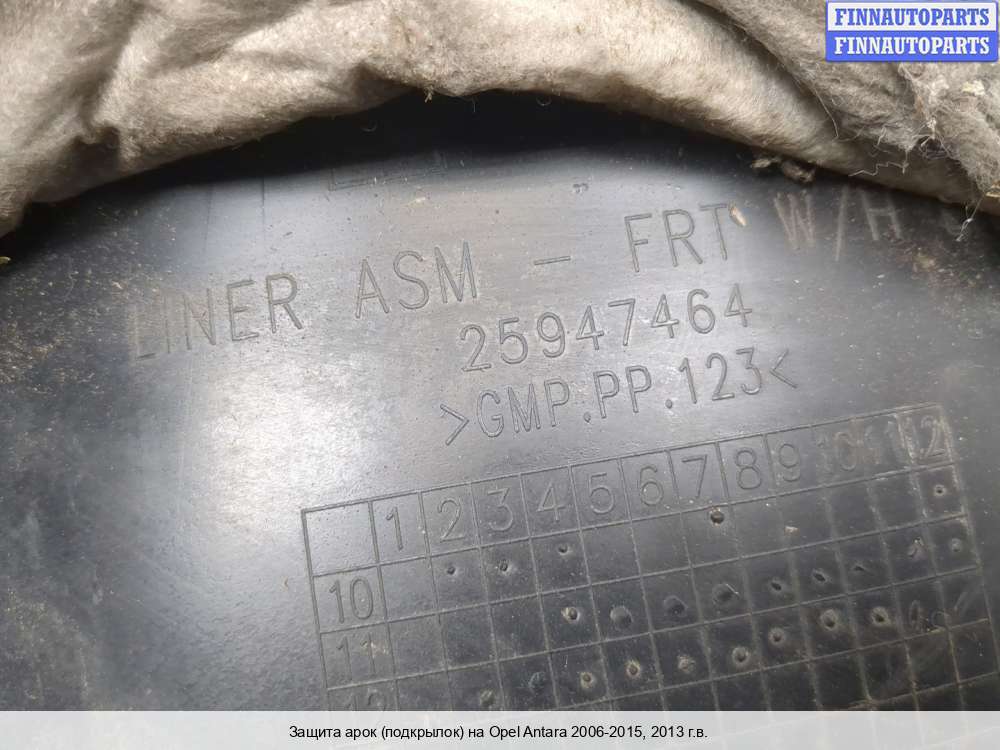 FINNAUTOPARTS
FINNAUTOPARTS
LINER ASM - FRT W/H
25947464
>GMP.PP.123<
1 2 3 4 5 6 7 8 9 10 11 12
10
11
12
Защита арок (подкрылок) на Opel Antara 2006-2015, 2013 г.в.